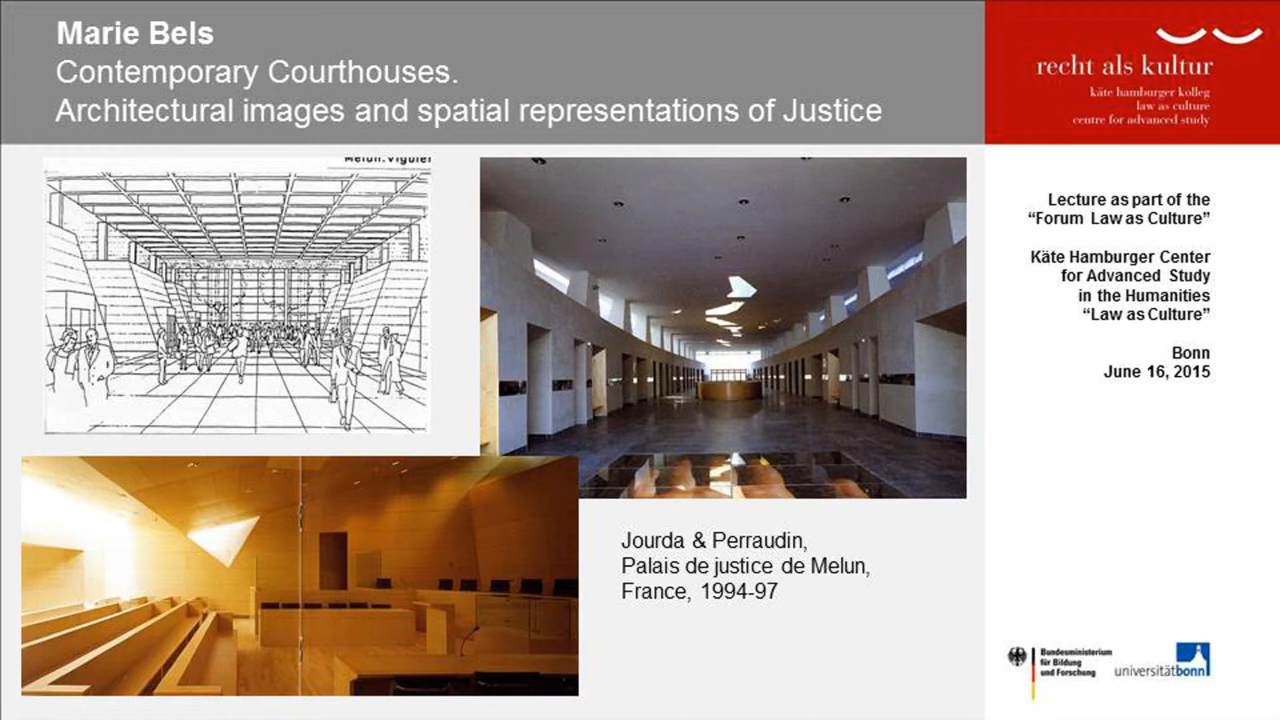 Marie Bels
Contemporary Courthouses.
Architectural images and spatial representations of Justice
recht als kultur
käte hamburger kolleg
law as culture
centre for advanced study
Melun.Viguier
Lecture as part of the
“Forum Law as Culture”
Käte Hamburger Center
for Advanced Study
in the Humanities
“Law as Culture”
Bonn
June 16, 2015
Jourda & Perraudin,
Palais de justice de Melun,
France, 1994-97
Bundesministerium
für Bildung
und Forschung
universitätbonn